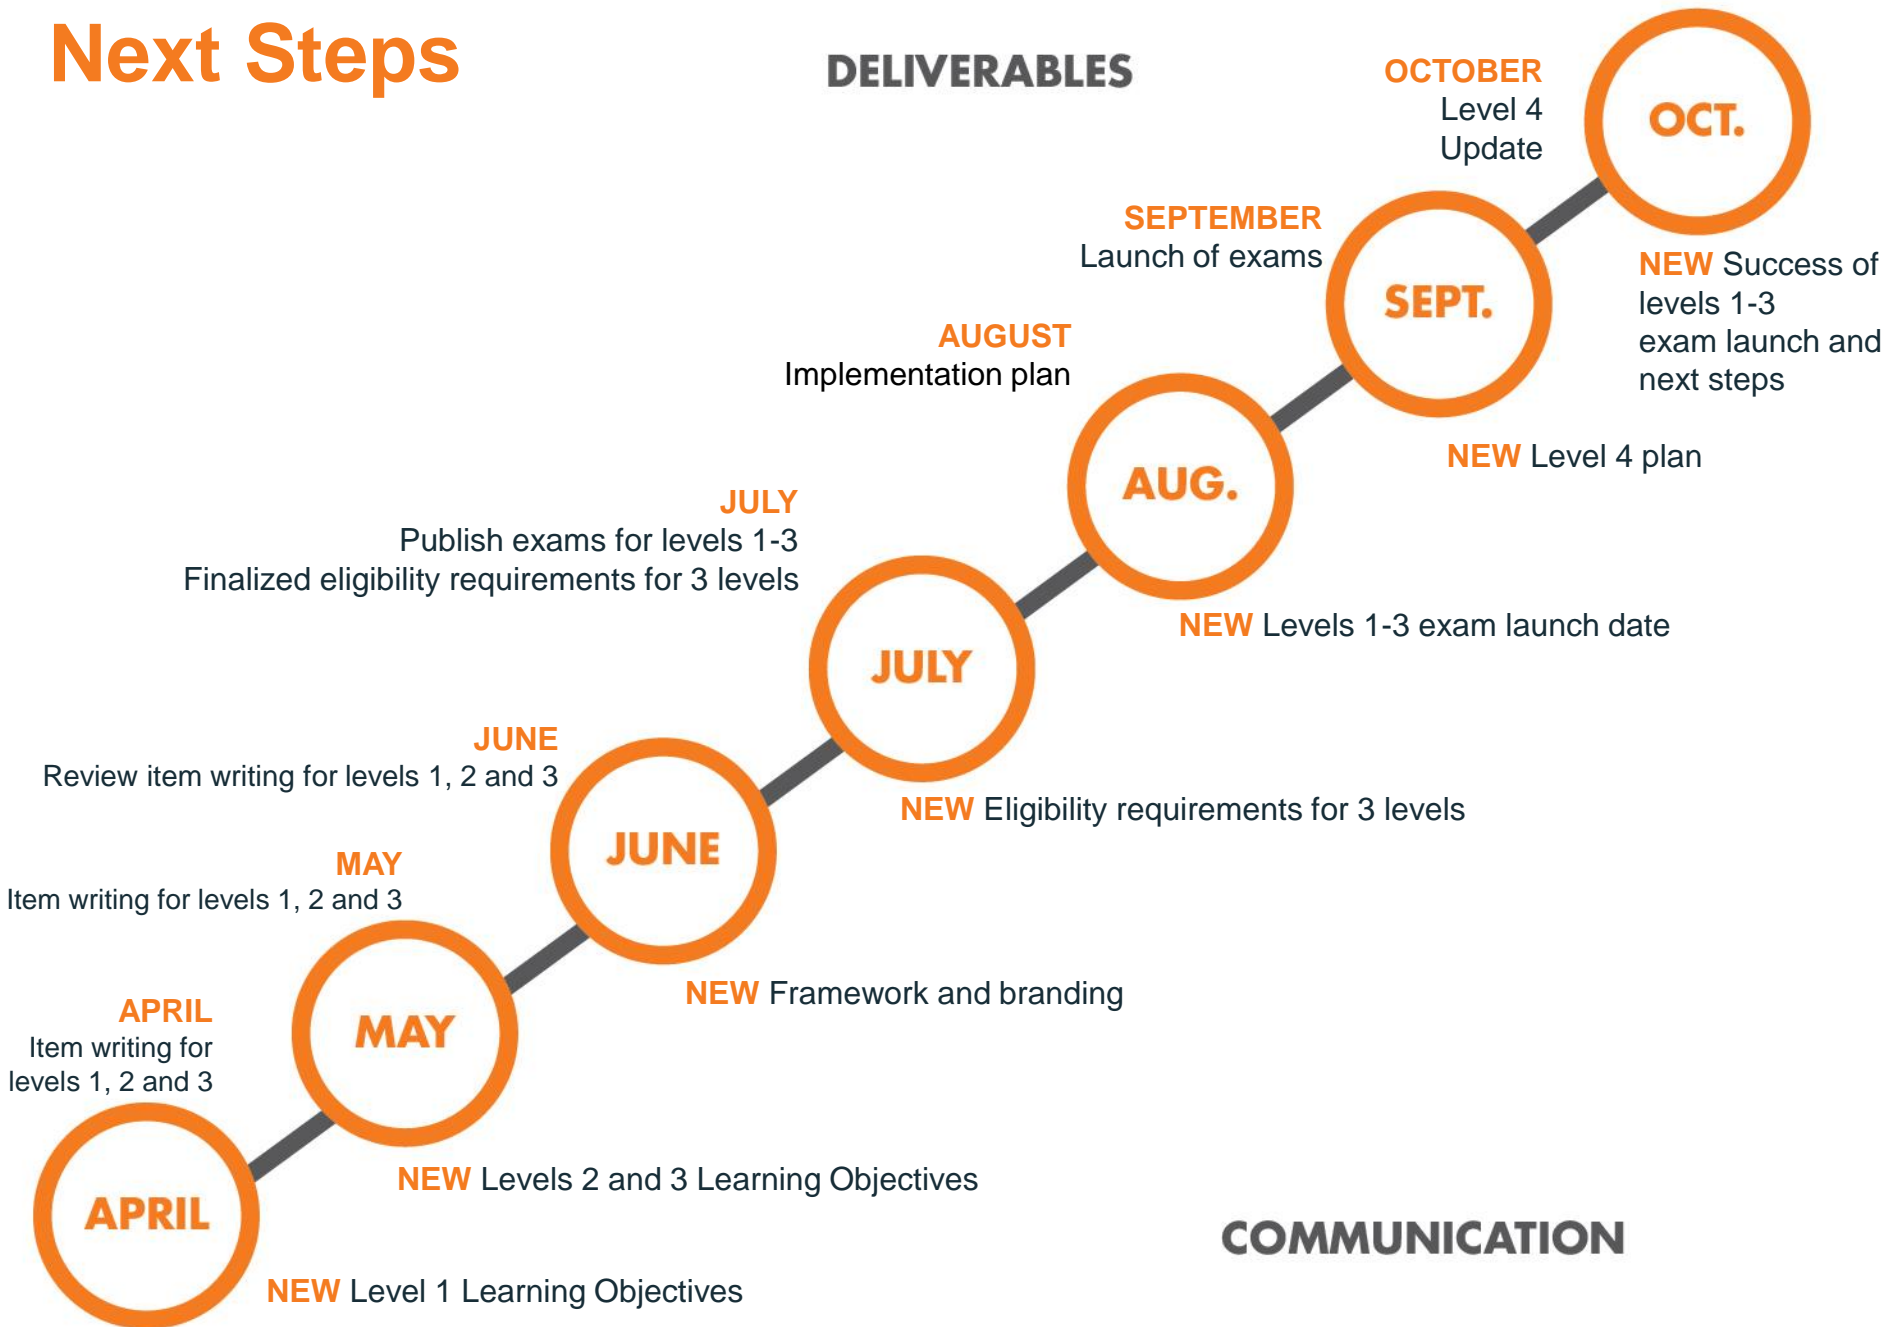 Next Steps
DELIVERABLES
OCTOBER
Level 4
Update
OCT.
SEPTEMBER
Launch of exams
SEPT.
NEW Success of
levels 1-3
exam launch and
next steps
AUGUST
Implementation plan
AUG.
NEW Level 4 plan
JULY
Publish exams for levels 1-3
Finalized eligibility requirements for 3 levels
JULY
NEW Levels 1-3 exam launch date
JUNE
Review item writing for levels 1, 2 and 3
JUNE
NEW Eligibility requirements for 3 levels
MAY
Item writing for levels 1, 2 and 3
MAY
NEW Framework and branding
APRIL
Item writing for
levels 1, 2 and 3
APRIL
NEW Levels 2 and 3 Learning Objectives
COMMUNICATION
NEW Level 1 Learning Objectives